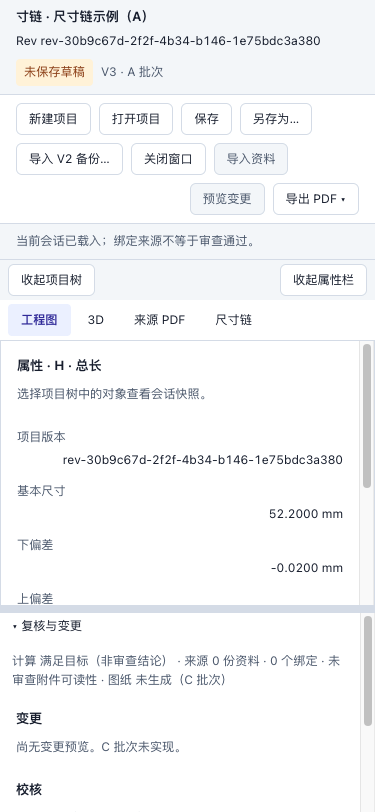 寸链 · 尺寸链示例（A）
Rev rev-30b9c67d-2f2f-4b34-b146-1e75bdc3a380
未保存草稿 V3 · A 批次
新建项目 打开项目 保存 另存为...
导入 V2 备份... 关闭窗口 导入资料
预览变更 导出 PDF ▾
当前会话已载入；绑定来源不等于审查通过。
收起项目树 收起属性栏
工程图 3D 来源 PDF 尺寸链
属性 · H · 总长
选择项目树中的对象查看会话快照。
项目版本
rev-30b9c67d-2f2f-4b34-b146-1e75bdc3a380
基本尺寸
52.2000 mm
下偏差
-0.0200 mm
上偏差
▾ 复核与变更
计算 满足目标（非审查结论） · 来源 0 份资料 · 0 个绑定 · 未
审查附件可读性 · 图纸 未生成（C 批次）
变更
尚无变更预览。C 批次未实现。
校核